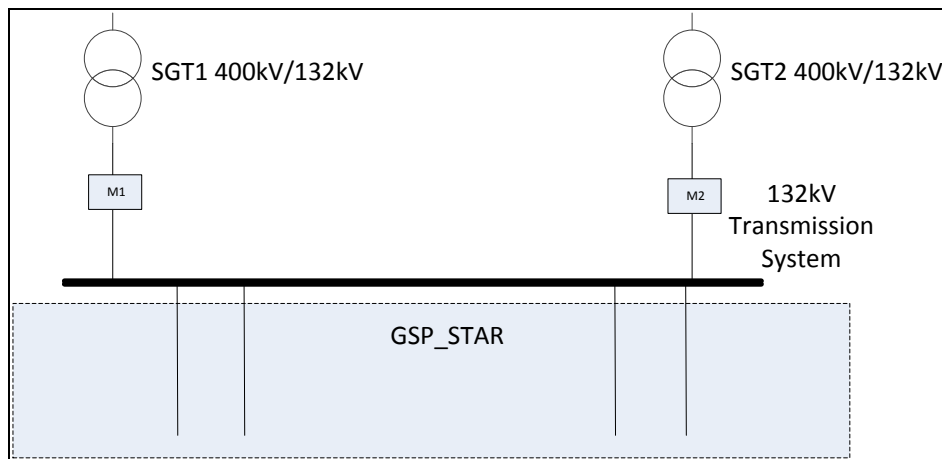 SGT1 400kV/132kV
SGT2 400kV/132kV
M1
M2
132kV
Transmission
System
GSP_STAR